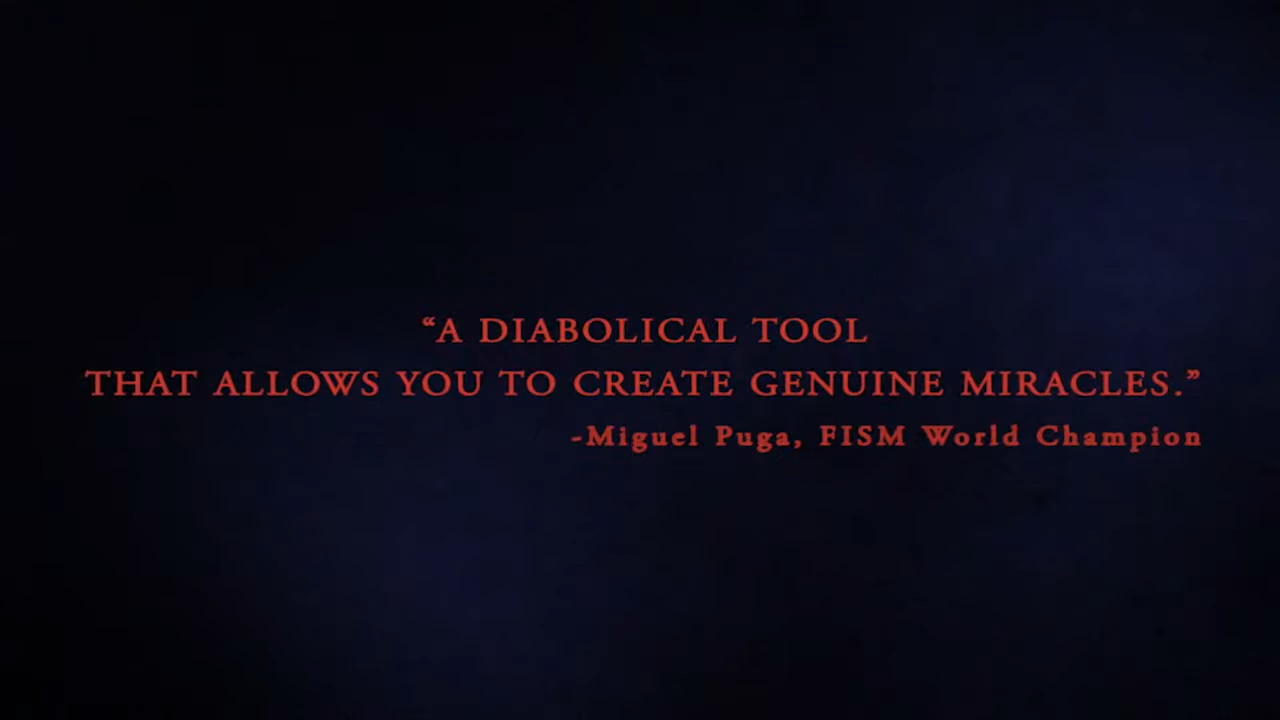 “A DIABOLICAL TOOL
THAT ALLOWS YOU TO CREATE GENUINE MIRACLES.”
-Miguel Puga, FISM World Champion